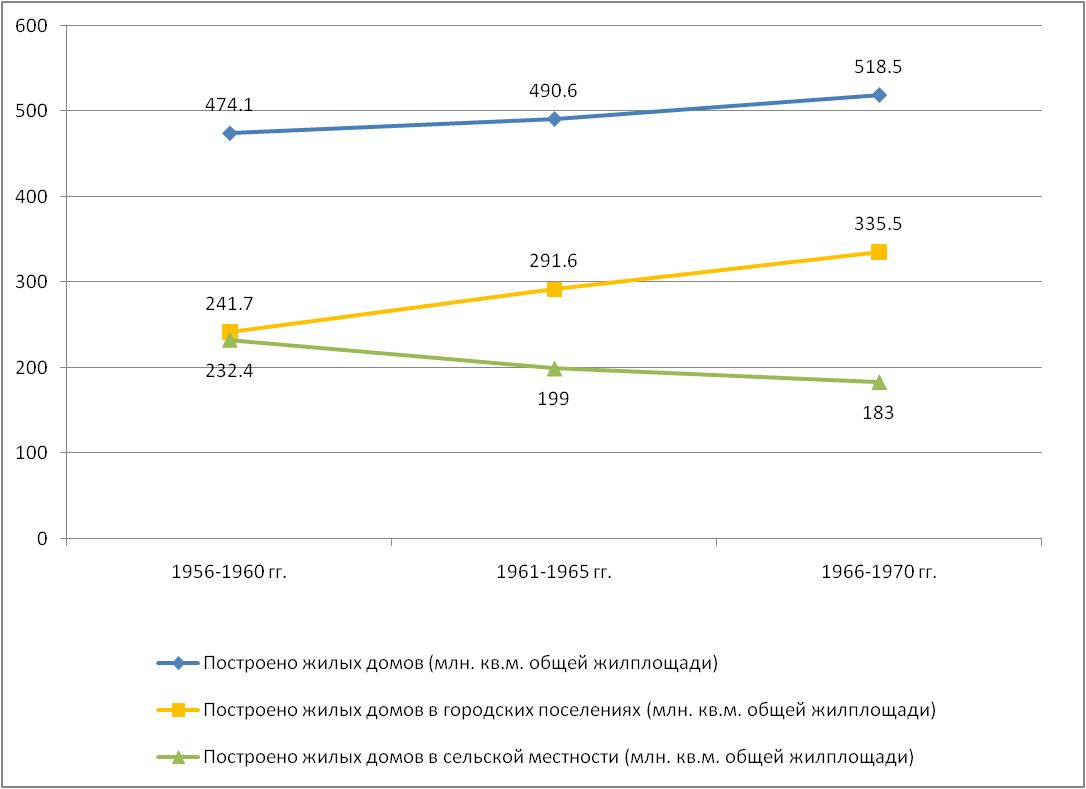 600
518.5
490.6
474.1
500
400
335.5
291.6
300
241.7
200
232.4
199
183
100
0
1956-1960 гг.
1961-1965 гг.
1966-1970 гг.
Построено жилых домов (млн. кв.м. общей жилплощади)
Построено жилых домов в городских поселениях (млн. кв.м. общей жилплощади)
Построено жилых домов в сельской местности (млн. кв.м. общей жилплощади)